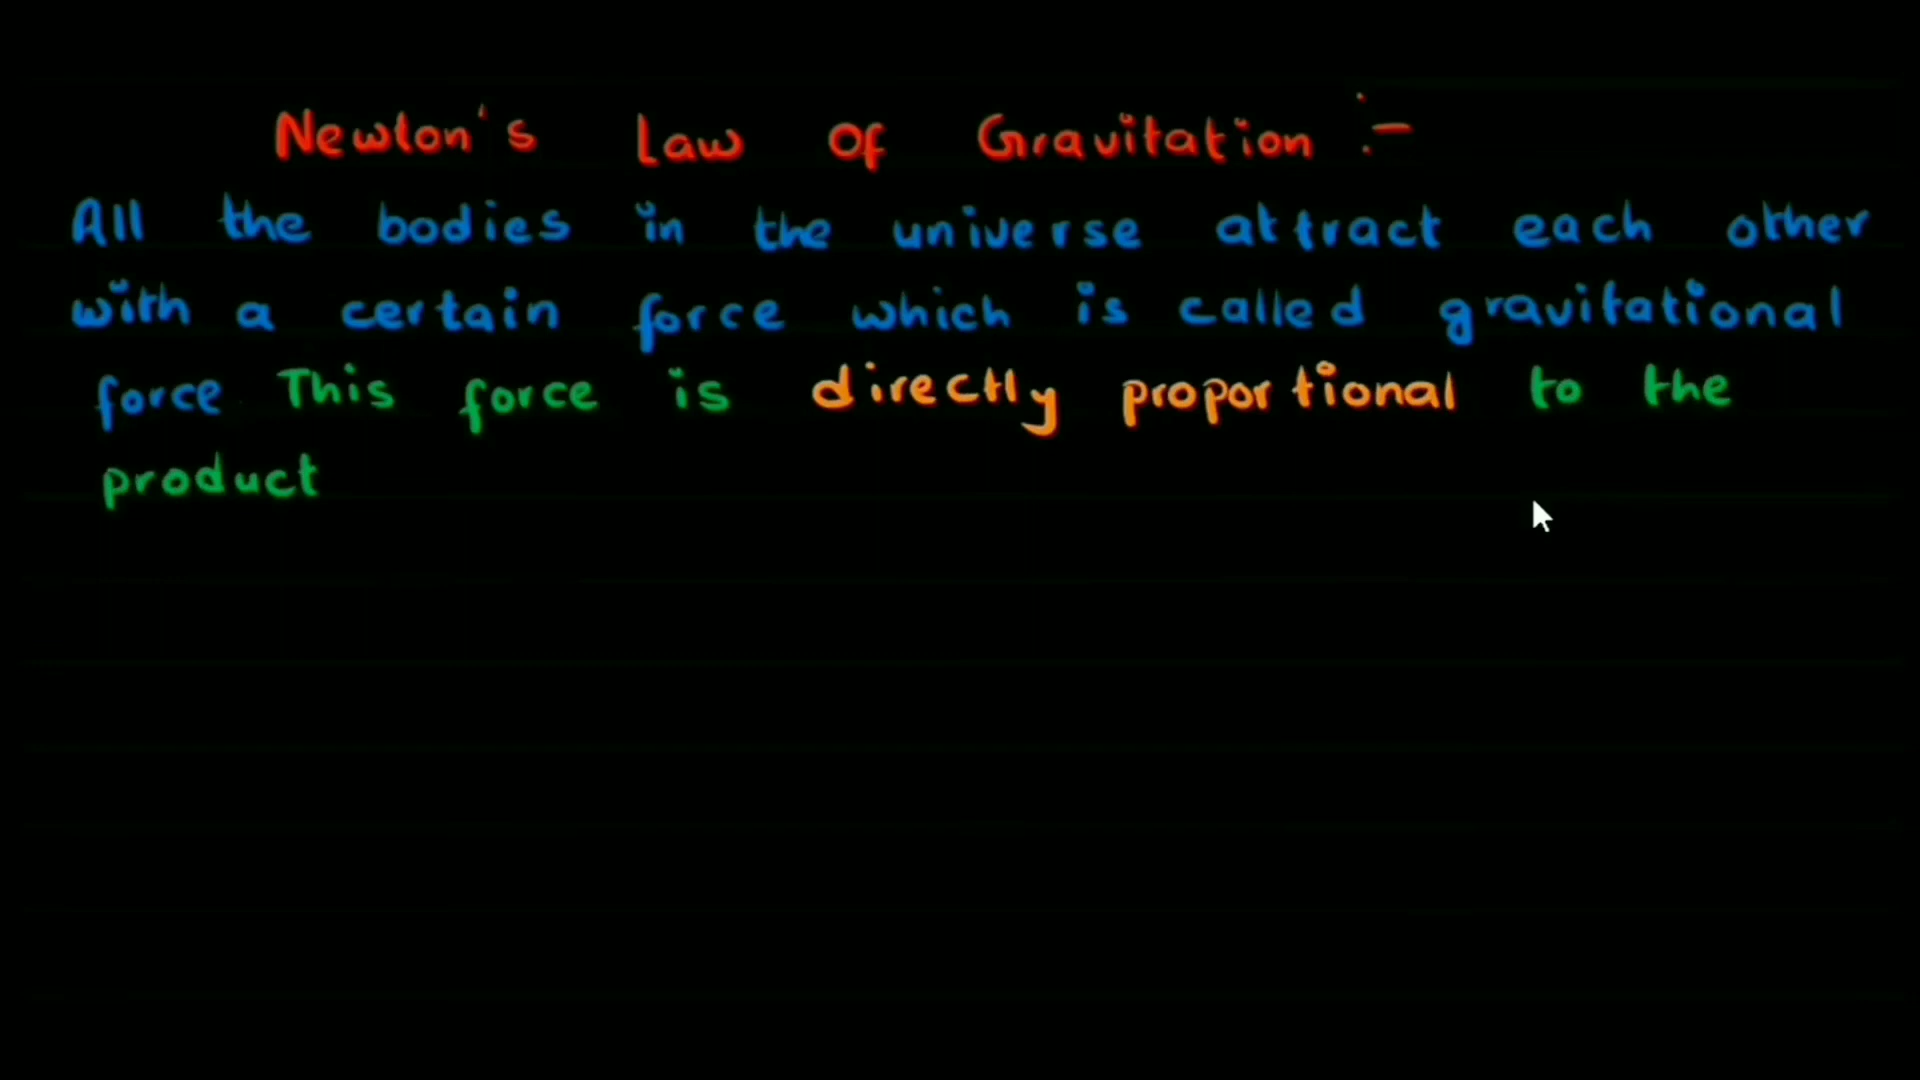 Newton's Law Of Gravitation :-
All the bodies in the universe attract each other
with a certain force which is called gravitational
force This force is directly proportional to the
product